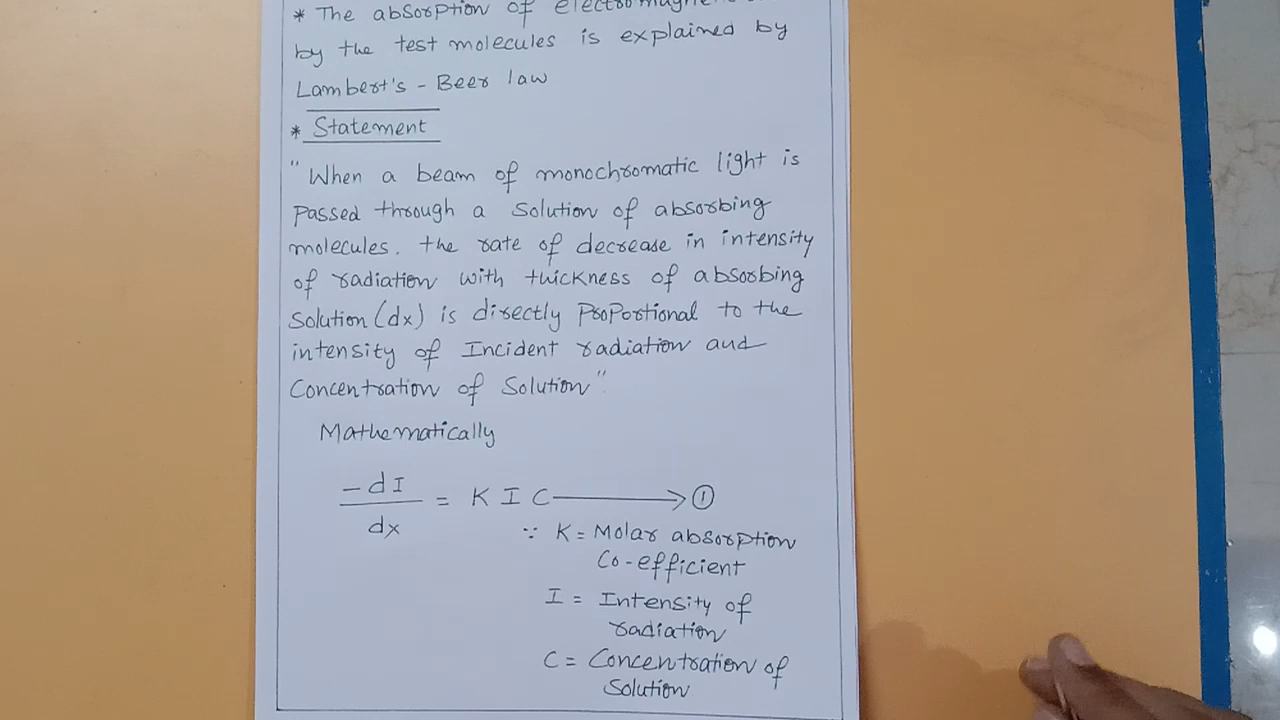 * The absorption of
by the test molecules is explained by
Lambert's - Beer law
* Statement
"When a beam of monochromatic light is
passed through a solution of absorbing
molecules. the rate of decrease in intensity
of radiation with thickness of absorbing
Solution (dx) is directly proportional to the
intensity of Incident radiation and
Concentration of Solution"
Mathematically
-dI
dx
= K I C ⟶ ①
∵ K = Molar absorption
Co-efficient
I = Intensity of
radiation
C = Concentration of
Solution